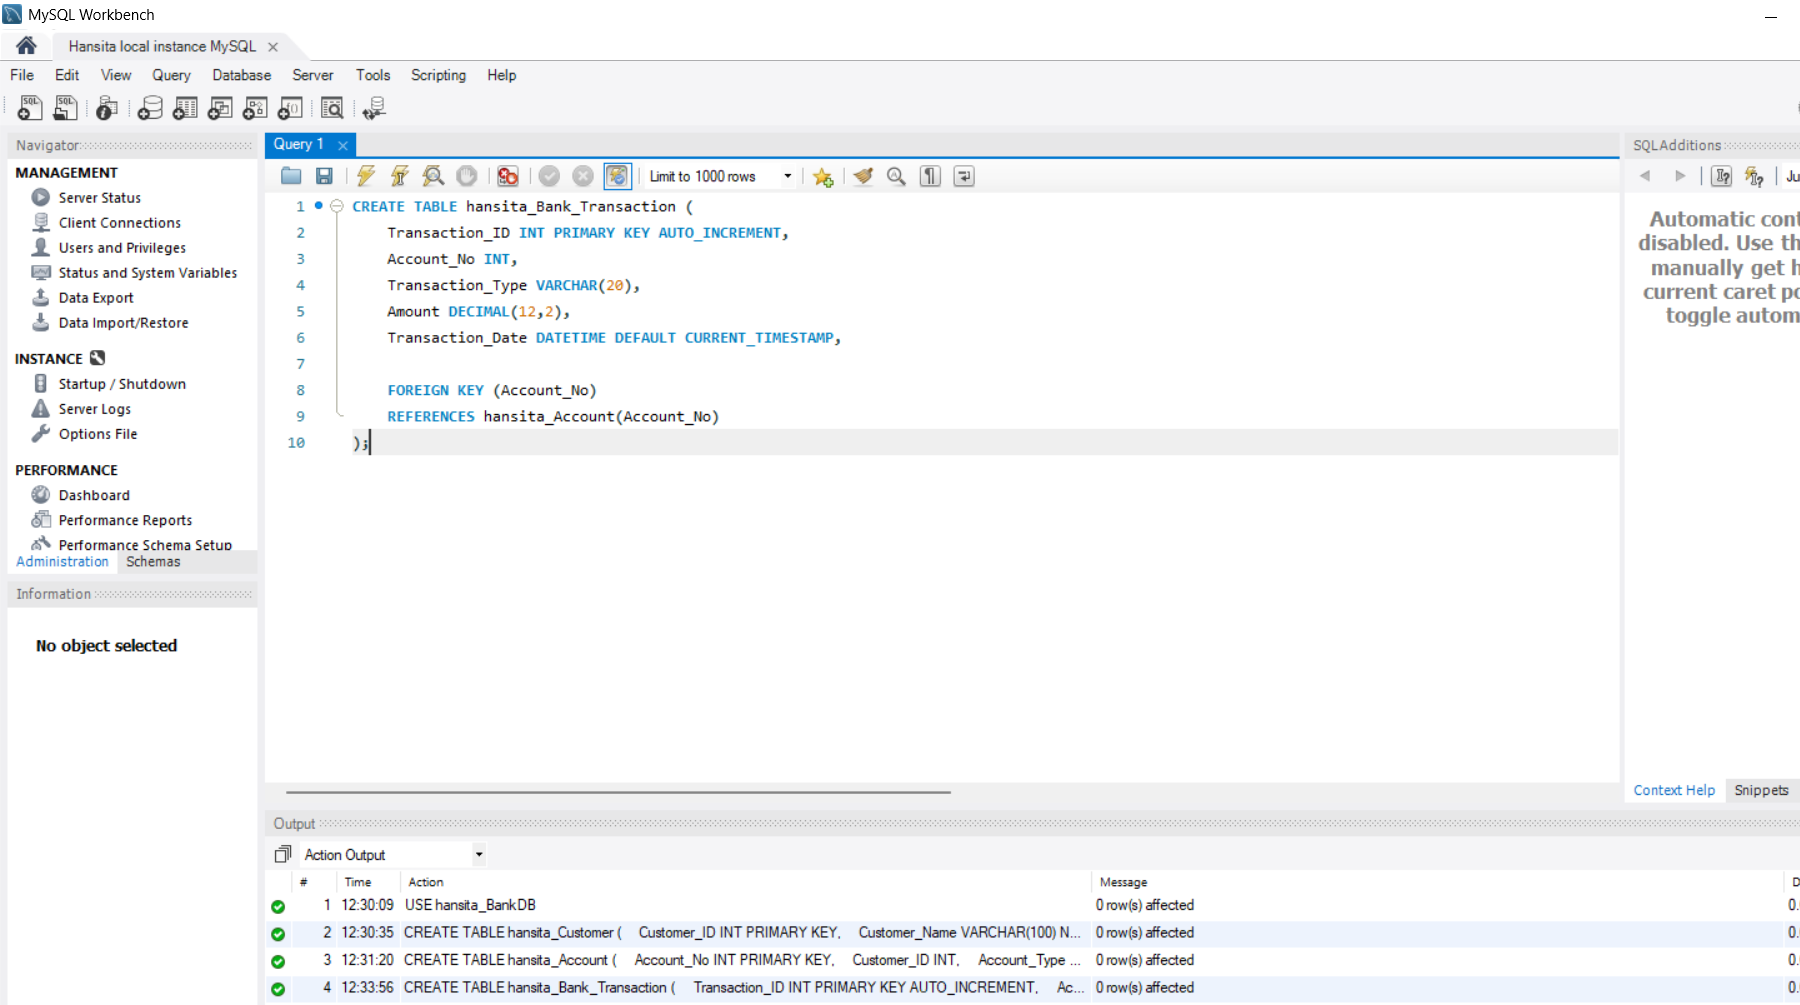 MySQL Workbench
Hansita local instance MySQL
File Edit View Query Database Server Tools Scripting Help
Navigator
MANAGEMENT
Server Status
Client Connections
Users and Privileges
Status and System Variables
Data Export
Data Import/Restore
INSTANCE
Startup / Shutdown
Server Logs
Options File
PERFORMANCE
Dashboard
Performance Reports
Performance Schema Setup
Administration Schemas
Information
No object selected
Query 1
Limit to 1000 rows
1 CREATE TABLE hansita_Bank_Transaction (
2 Transaction_ID INT PRIMARY KEY AUTO_INCREMENT,
3 Account_No INT,
4 Transaction_Type VARCHAR(20),
5 Amount DECIMAL(12,2),
6 Transaction_Date DATETIME DEFAULT CURRENT_TIMESTAMP,
7
8 FOREIGN KEY (Account_No)
9 REFERENCES hansita_Account(Account_No)
10 );
SQLAdditions
Ju
Automatic cont
disabled. Use th
manually get h
current caret po
toggle autom
Context Help Snippets
Output
Action Output
# Time Action Message D
1 12:30:09 USE hansita_BankDB 0 row(s) affected 0.
2 12:30:35 CREATE TABLE hansita_Customer ( Customer_ID INT PRIMARY KEY, Customer_Name VARCHAR(100) N... 0 row(s) affected 0.
3 12:31:20 CREATE TABLE hansita_Account ( Account_No INT PRIMARY KEY, Customer_ID INT, Account_Type ... 0 row(s) affected 0.
4 12:33:56 CREATE TABLE hansita_Bank_Transaction ( Transaction_ID INT PRIMARY KEY AUTO_INCREMENT, Ac... 0 row(s) affected 0.